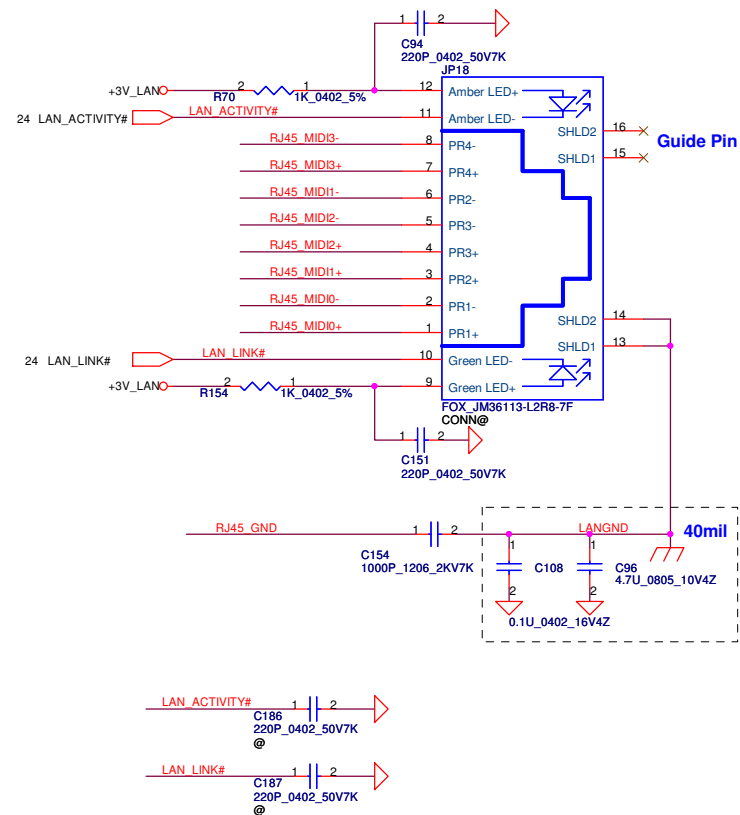 1 2
C94
220P_0402_50V7K
JP18
+3V_LAN 2 1 12 Amber LED+
R70 1K_0402_5%
24 LAN_ACTIVITY# LAN_ACTIVITY# 11 Amber LED-
SHLD2 16
RJ45_MIDI3- 8 PR4-
Guide Pin
SHLD1 15
RJ45_MIDI3+ 7 PR4+
RJ45_MIDI1- 6 PR2-
RJ45_MIDI2- 5 PR3-
RJ45_MIDI2+ 4 PR3+
RJ45_MIDI1+ 3 PR2+
RJ45_MIDI0- 2 PR1-
SHLD2 14
RJ45_MIDI0+ 1 PR1+
SHLD1 13
24 LAN_LINK# LAN_LINK# 10 Green LED-
+3V_LAN 2 1 9 Green LED+
R154 1K_0402_5%
FOX_JM36113-L2R8-7F
CONN@
1 2
C151
220P_0402_50V7K
RJ45_GND 1 2 LANGND 40mil
C154
1000P_1206_2KV7K
1 1
C108 C96
4.7U_0805_10V4Z
2 2
0.1U_0402_16V4Z
LAN_ACTIVITY# 1 2
C186
220P_0402_50V7K
@
LAN_LINK# 1 2
C187
220P_0402_50V7K
@